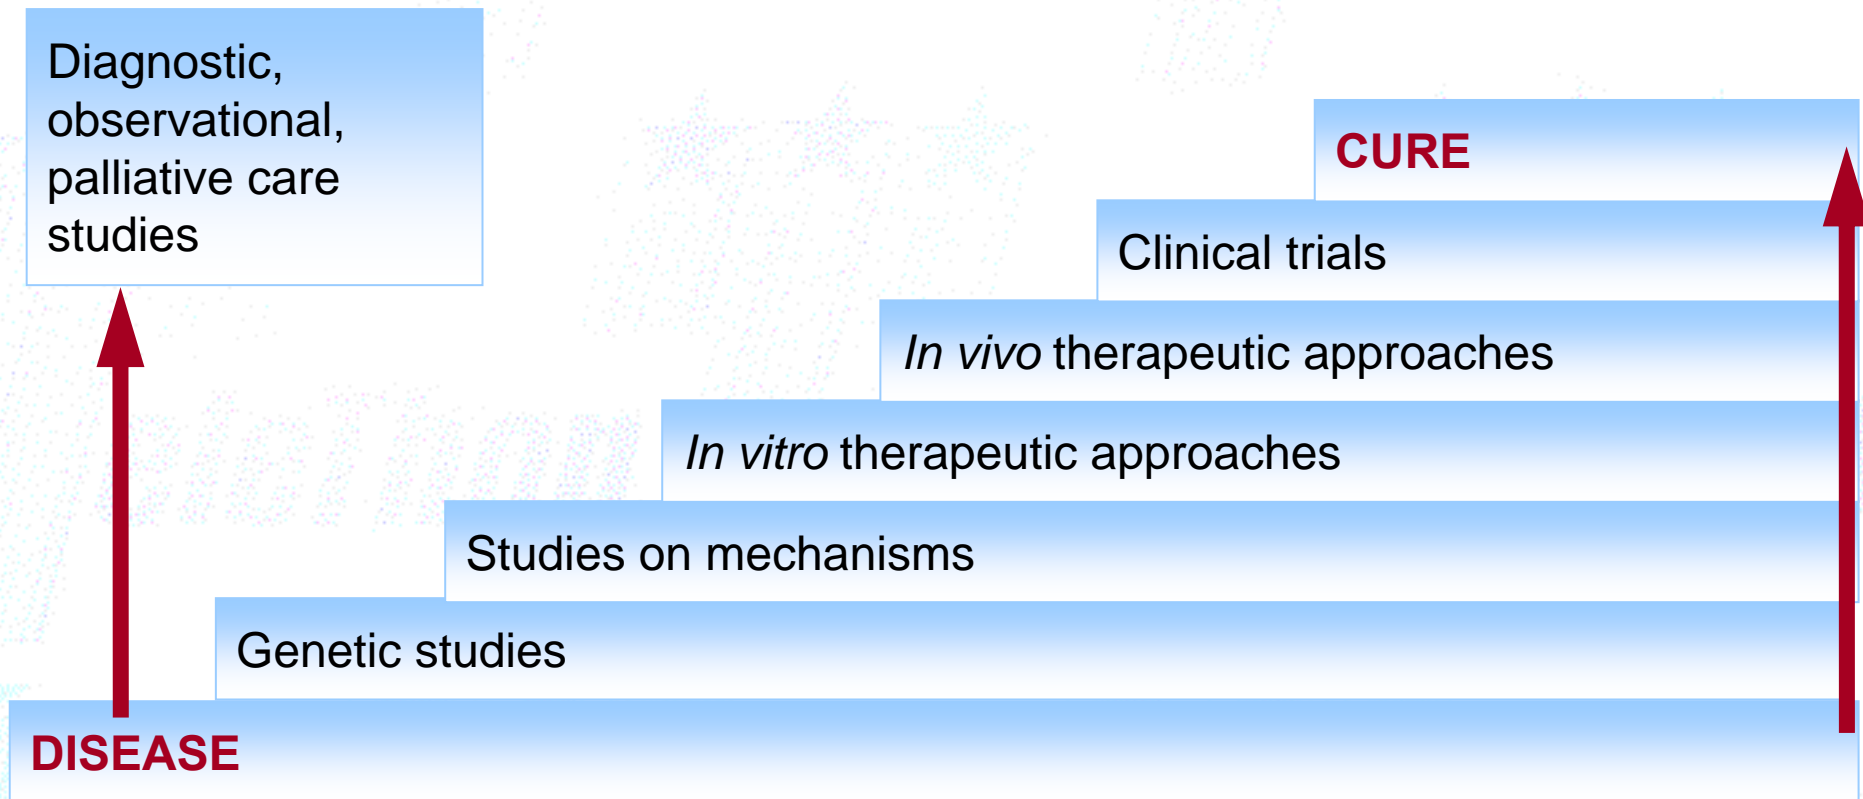 Diagnostic,
observational,
palliative care
studies
CURE
Clinical trials
In vivo therapeutic approaches
In vitro therapeutic approaches
Studies on mechanisms
Genetic studies
DISEASE